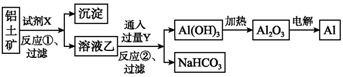 铝土矿
试剂X
反应①、
过滤
沉淀
溶液乙
通入
过量Y
反应②、
过滤
Al(OH)₃
NaHCO₃
加热
Al₂O₃
电解
Al